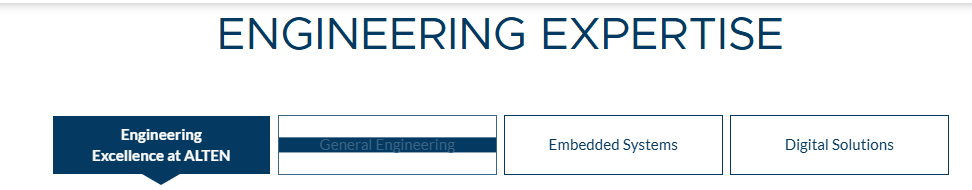 ENGINEERING EXPERTISE
Engineering
Excellence at ALTEN
General Engineering
Embedded Systems
Digital Solutions